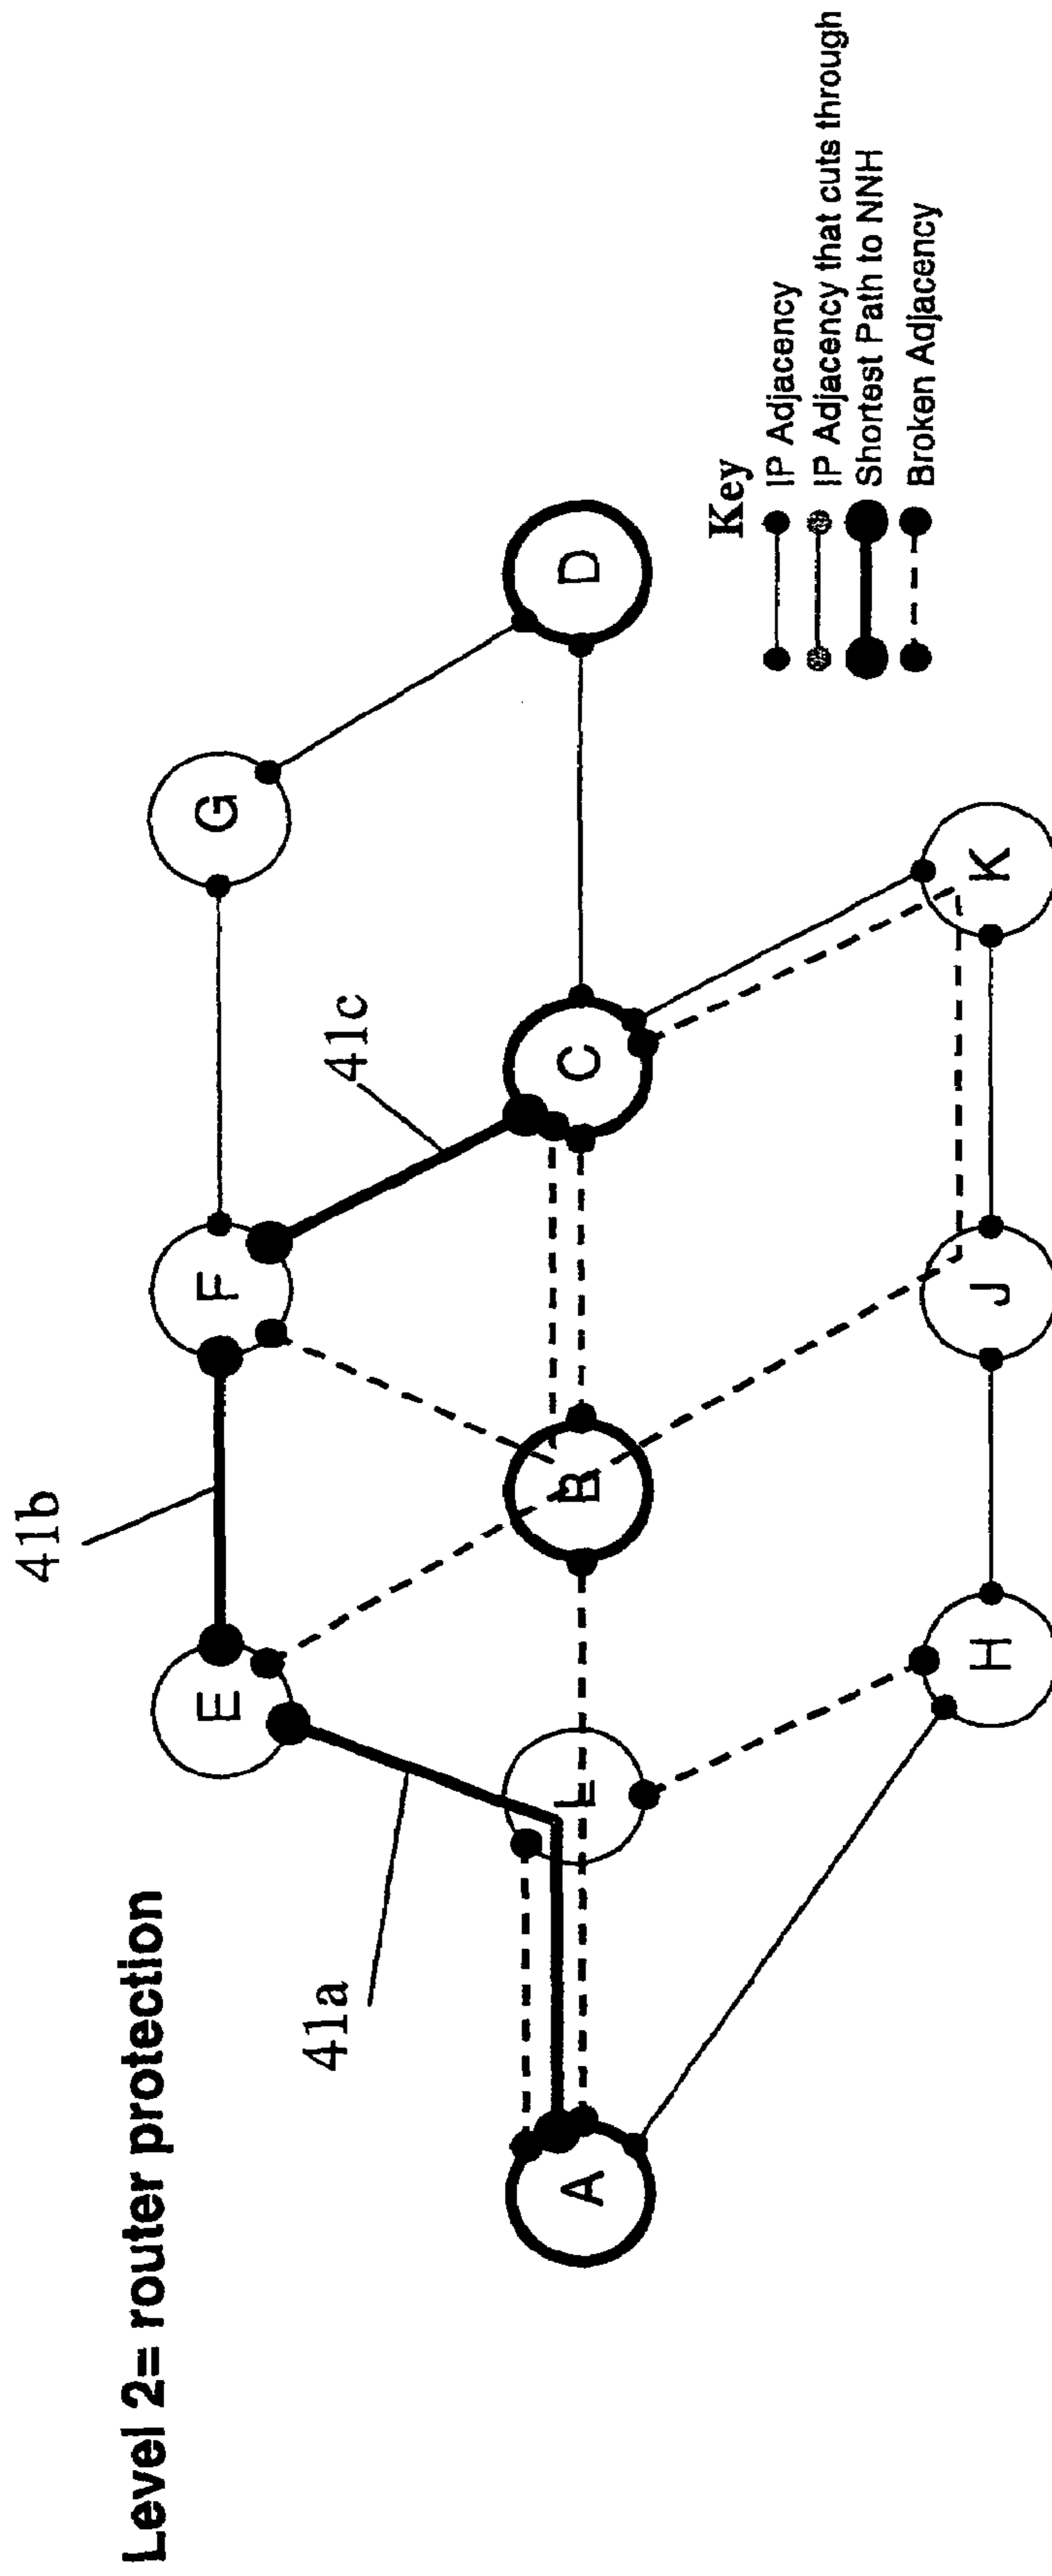 Level 2= router protection
41a
41b
41c
E
F
G
A
L
B
C
D
H
J
K
Key
IP Adjacency
IP Adjacency that cuts through
Shortest Path to NNH
Broken Adjacency